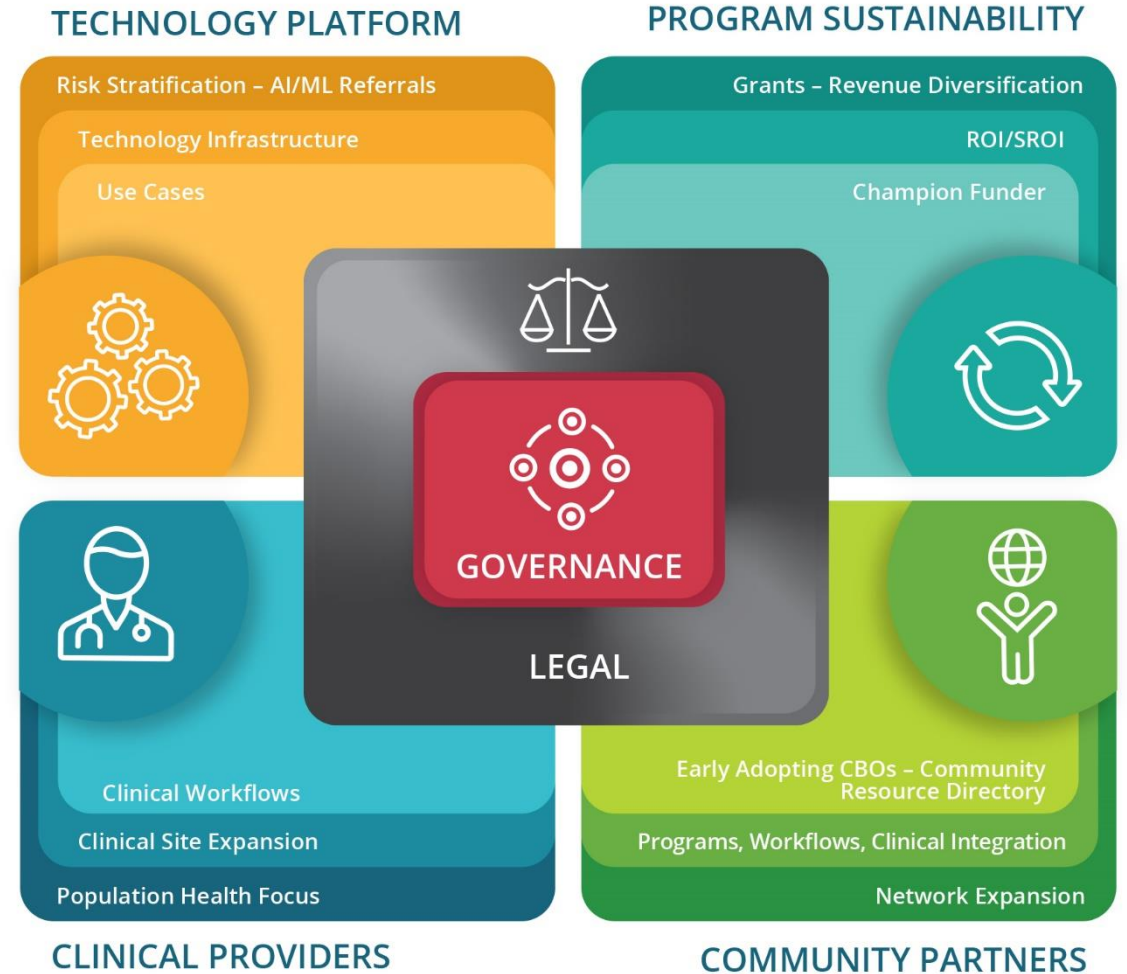 TECHNOLOGY PLATFORM
PROGRAM SUSTAINABILITY
Risk Stratification – AI/ML Referrals
Technology Infrastructure
Use Cases
Grants – Revenue Diversification
ROI/SROI
Champion Funder
GOVERNANCE
LEGAL
Clinical Workflows
Clinical Site Expansion
Population Health Focus
Early Adopting CBOs – Community
Resource Directory
Programs, Workflows, Clinical Integration
Network Expansion
CLINICAL PROVIDERS
COMMUNITY PARTNERS